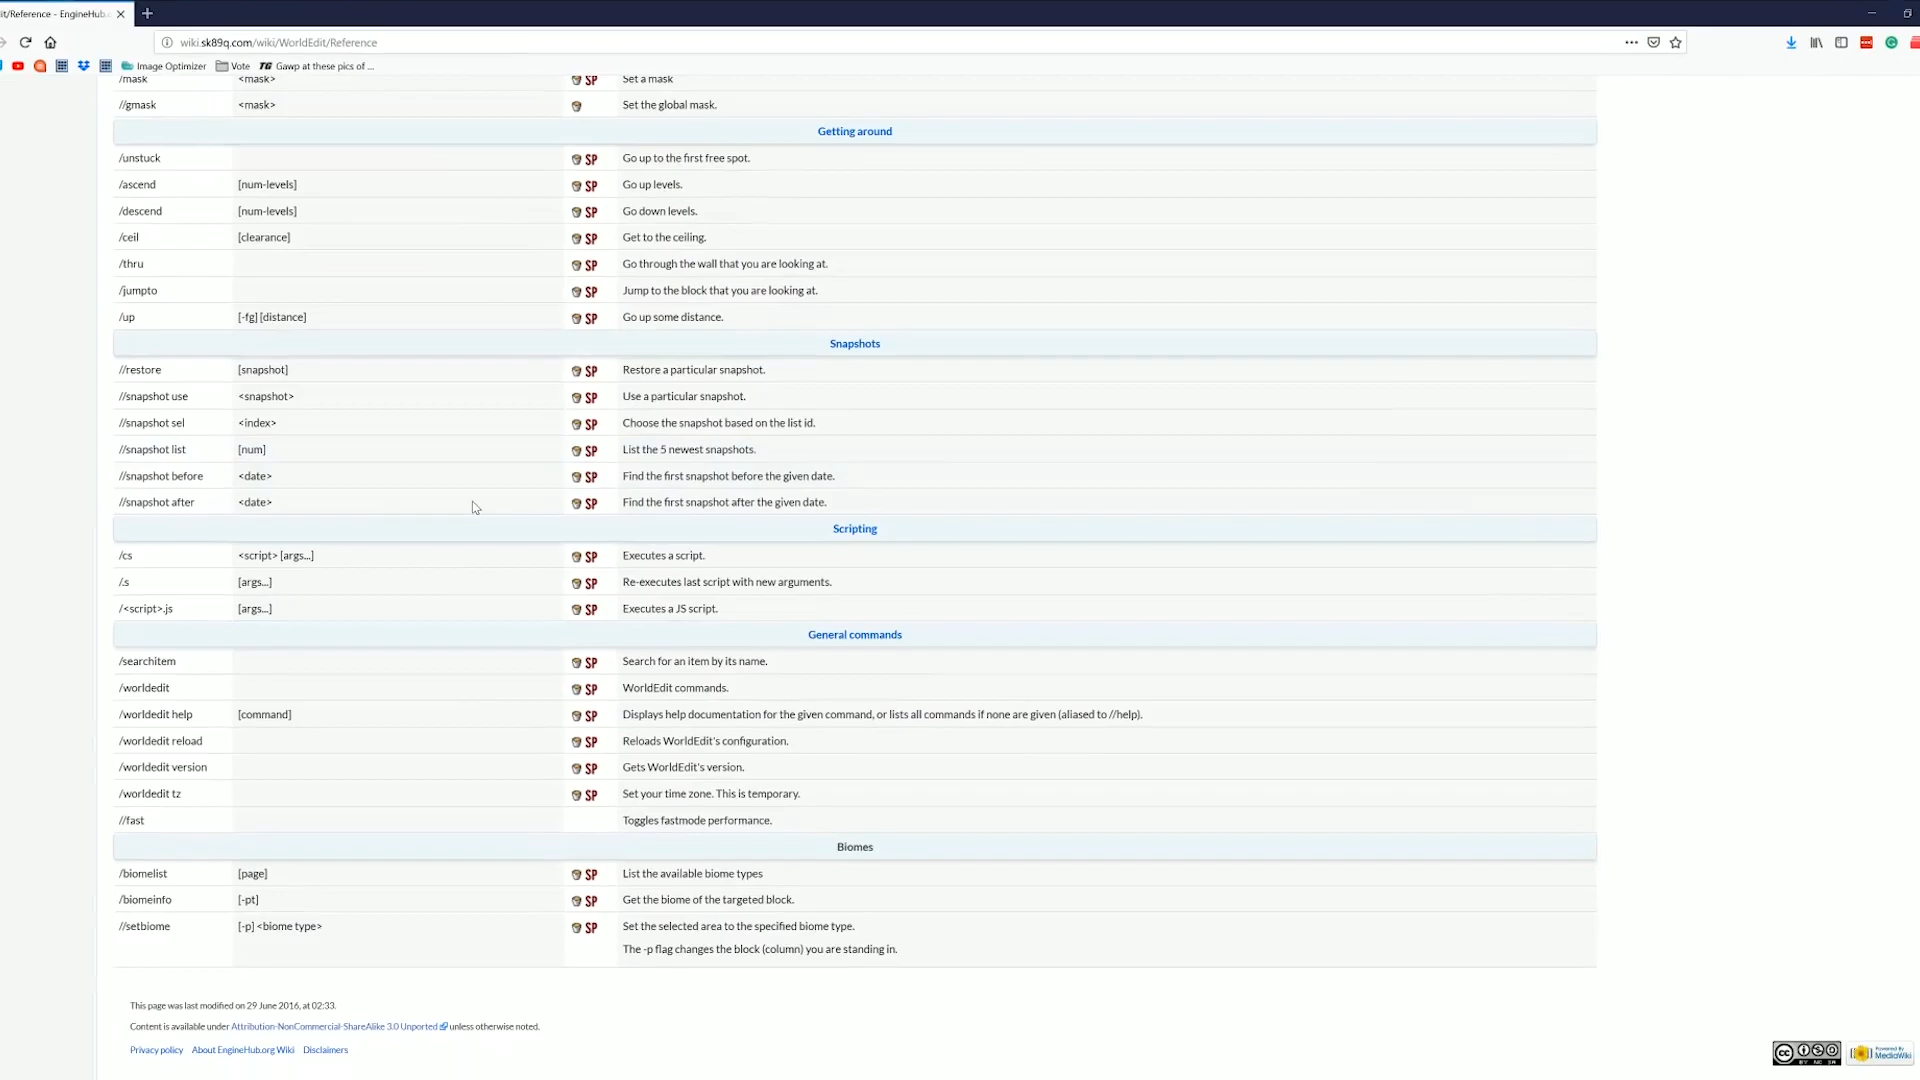 it/Reference - EngineHub.
wiki.sk89q.com/wiki/WorldEdit/Reference
Image Optimizer Vote TG Gawp at these pics of ...
/mask <mask> SP Set a mask
//gmask <mask> Set the global mask.
Getting around
/unstuck SP Go up to the first free spot.
/ascend [num-levels] SP Go up levels.
/descend [num-levels] SP Go down levels.
/ceil [clearance] SP Get to the ceiling.
/thru SP Go through the wall that you are looking at.
/jumpto SP Jump to the block that you are looking at.
/up [-fg] [distance] SP Go up some distance.
Snapshots
//restore [snapshot] SP Restore a particular snapshot.
//snapshot use <snapshot> SP Use a particular snapshot.
//snapshot sel <index> SP Choose the snapshot based on the list id.
//snapshot list [num] SP List the 5 newest snapshots.
//snapshot before <date> SP Find the first snapshot before the given date.
//snapshot after <date> SP Find the first snapshot after the given date.
Scripting
/cs <script> [args...] SP Executes a script.
/.s [args...] SP Re-executes last script with new arguments.
/<script>.js [args...] SP Executes a JS script.
General commands
/searchitem SP Search for an item by its name.
/worldedit SP WorldEdit commands.
/worldedit help [command] SP Displays help documentation for the given command, or lists all commands if none are given (aliased to //help).
/worldedit reload SP Reloads WorldEdit's configuration.
/worldedit version SP Gets WorldEdit's version.
/worldedit tz SP Set your time zone. This is temporary.
//fast Toggles fastmode performance.
Biomes
/biomelist [page] SP List the available biome types
/biomeinfo [-pt] SP Get the biome of the targeted block.
//setbiome [-p] <biome type> SP Set the selected area to the specified biome type.
The -p flag changes the block (column) you are standing in.
This page was last modified on 29 June 2016, at 02:33.
Content is available under Attribution-NonCommercial-ShareAlike 3.0 Unported unless otherwise noted.
Privacy policy About EngineHub.org Wiki Disclaimers
cc BY NC SA Powered By MediaWiki